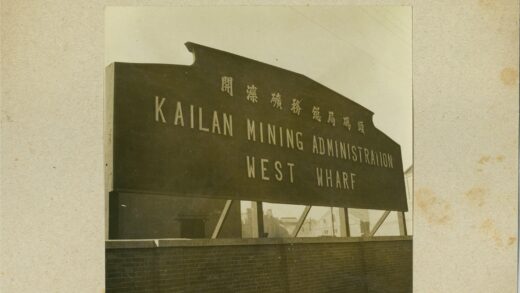 開灤礦務總局碼頭
KAILAN MINING ADMINISTRATION
WEST WHARF